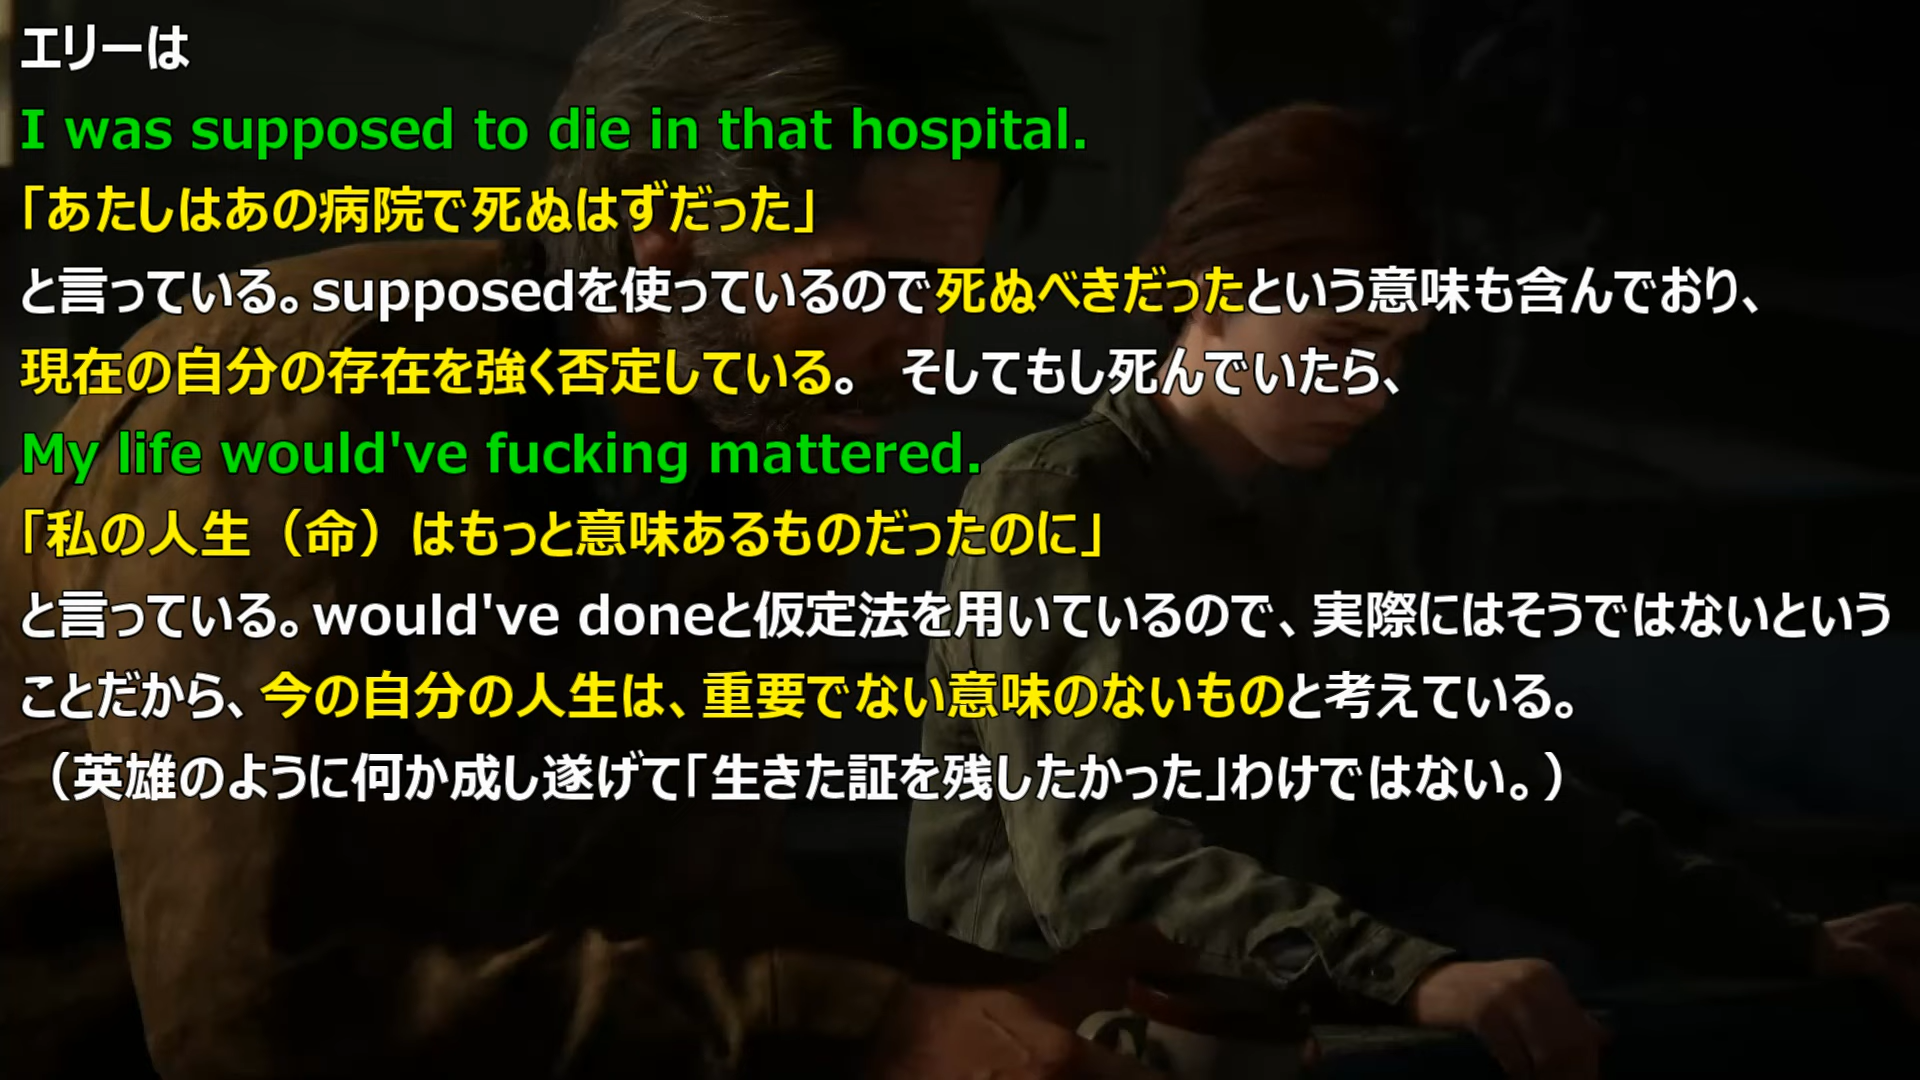 エリーは
I was supposed to die in that hospital.
「あたしはあの病院で死ぬはずだった」
と言っている。supposedを使っているので死ぬべきだったという意味も含んでおり、
現在の自分の存在を強く否定している。　そしてもし死んでいたら、
My life would've fucking mattered.
「私の人生（命）はもっと意味あるものだったのに」
と言っている。would've doneと仮定法を用いているので、実際にはそうではないという
ことだから、今の自分の人生は、重要でない意味のないものと考えている。
（英雄のように何か成し遂げて「生きた証を残したかった」わけではない。）